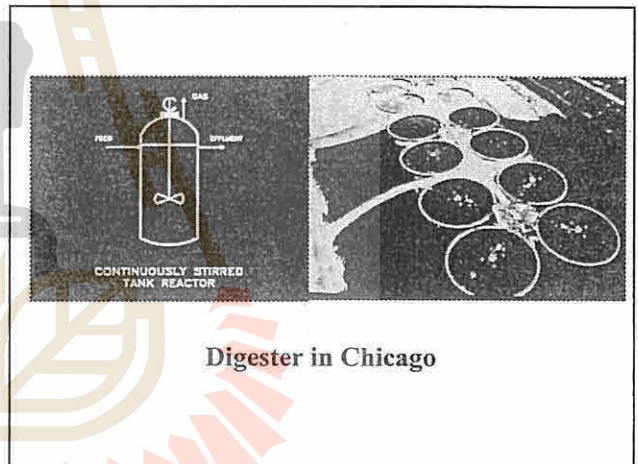 GAS
FEED
EFFLUENT
CONTINUOUSLY STIRRED
TANK REACTOR
Digester in Chicago